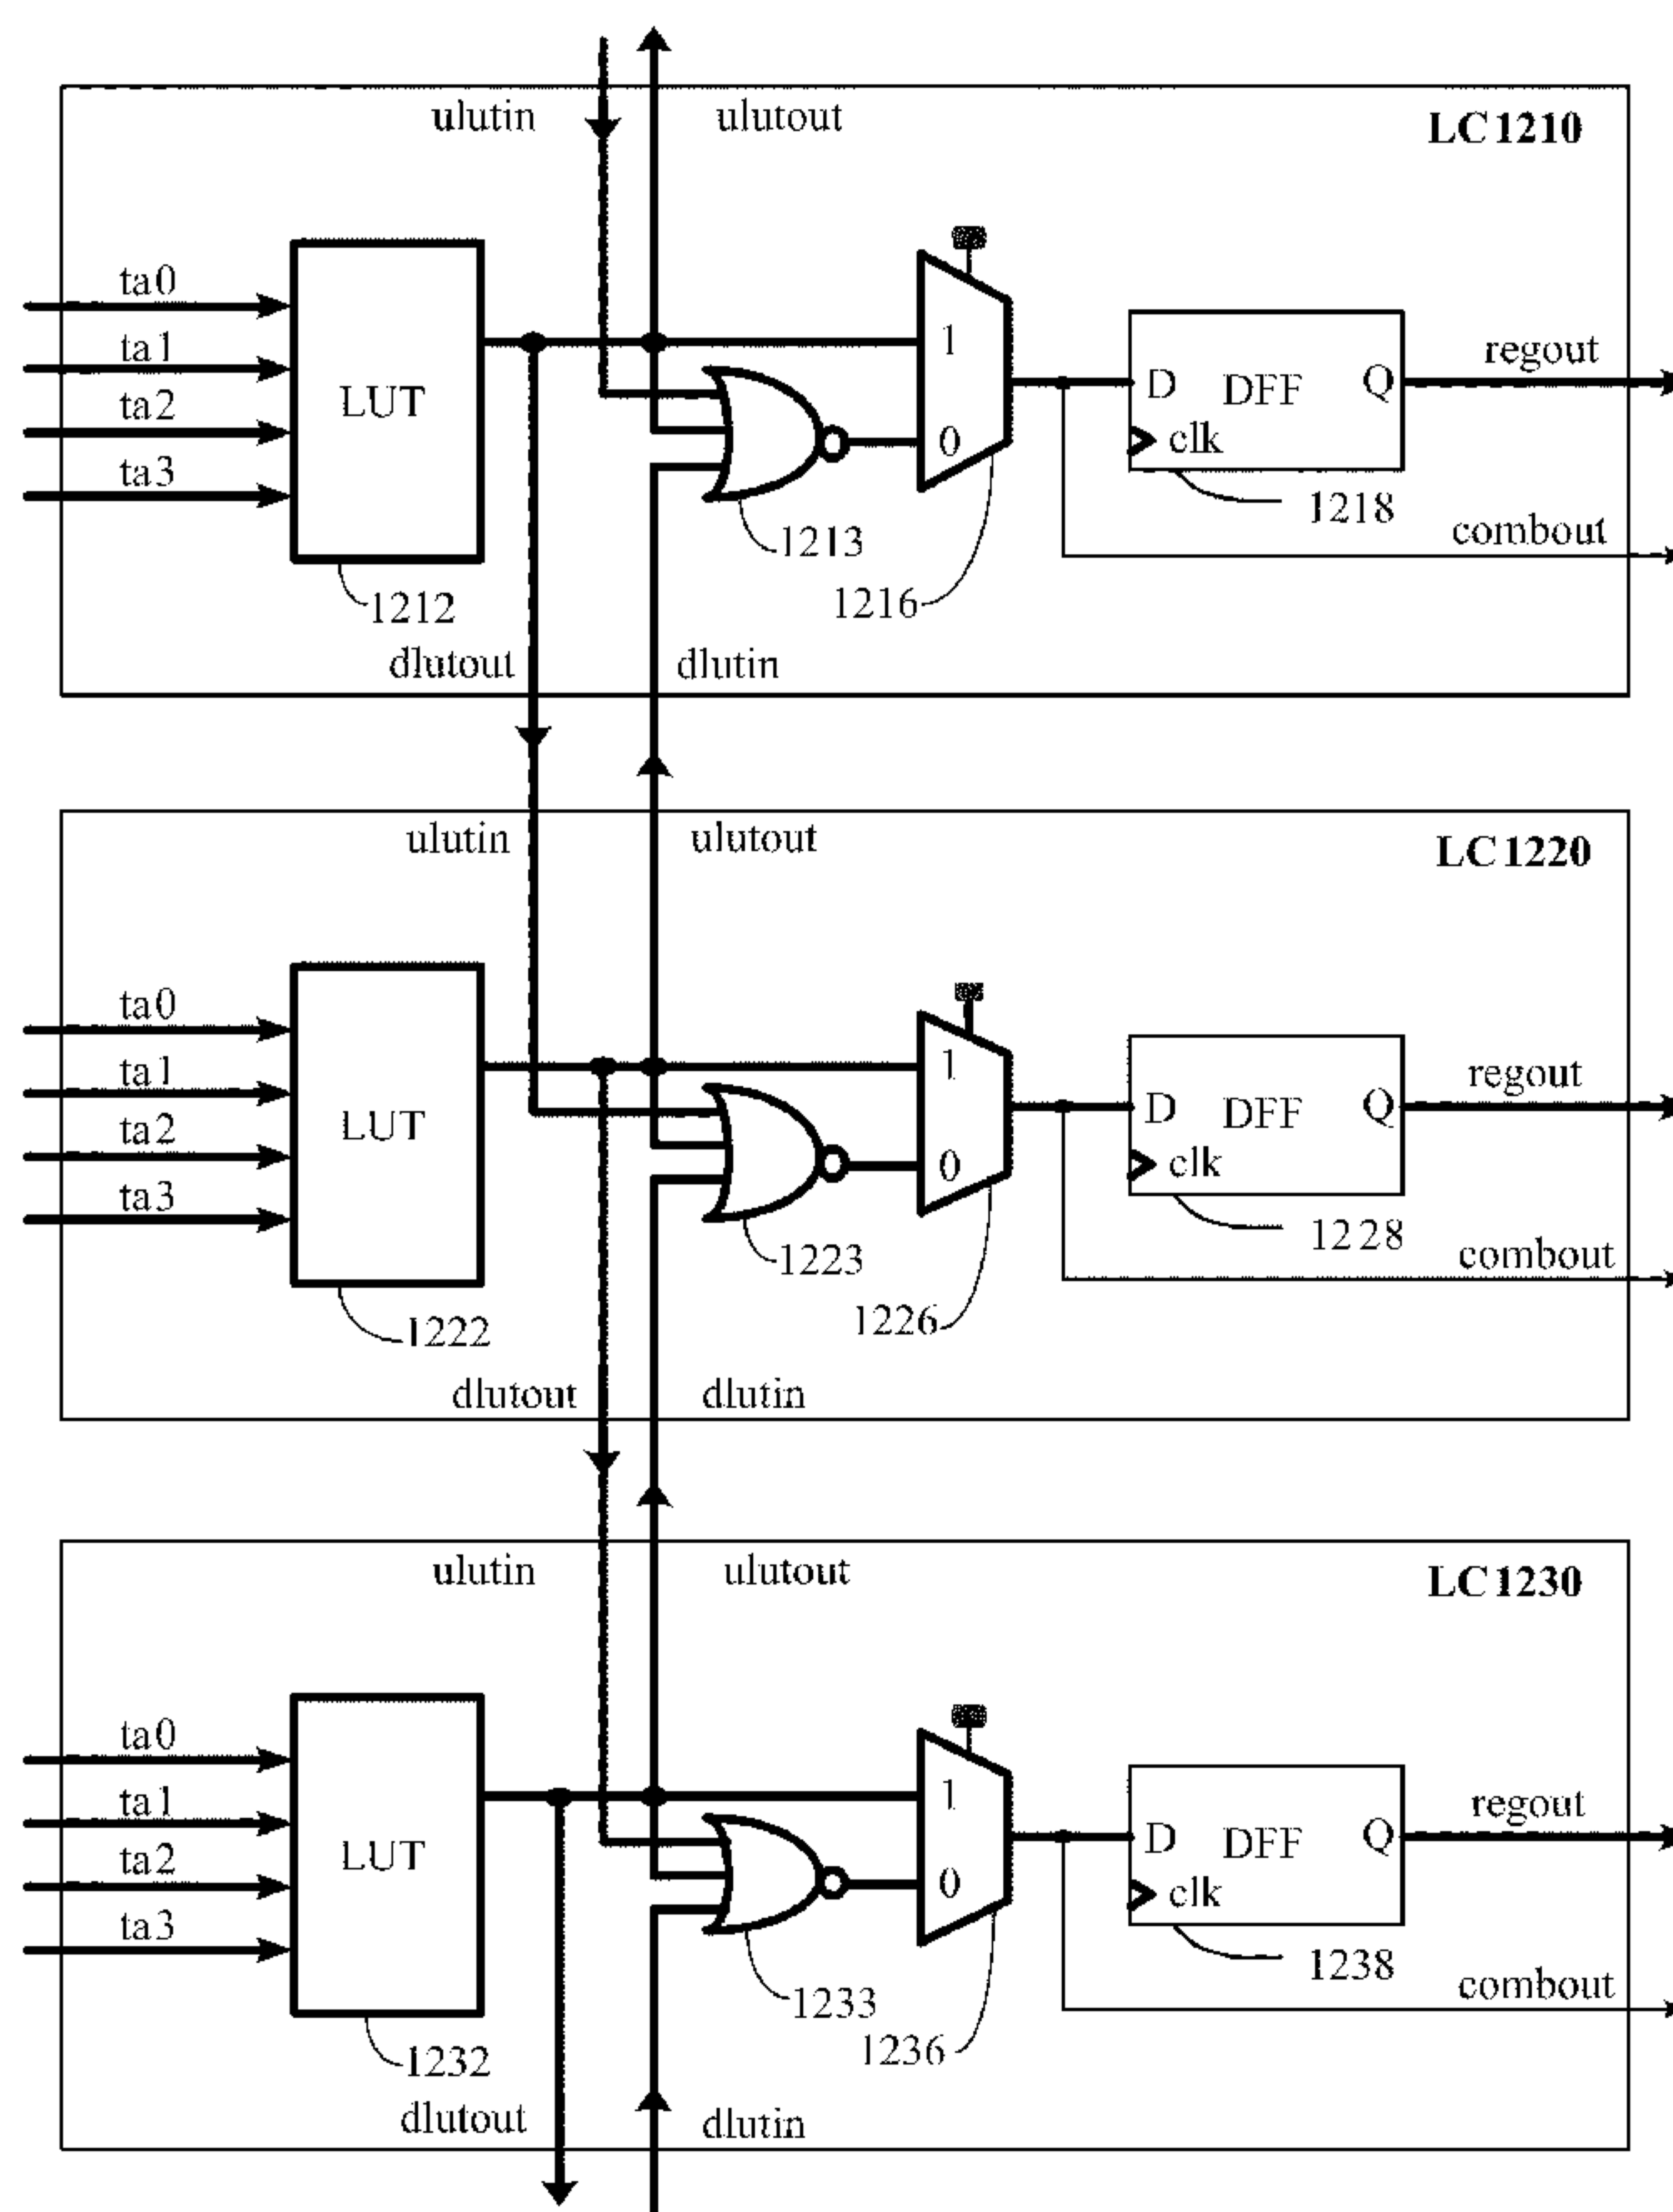 ulutin ulutout LC1210
ta0
ta1
ta2
ta3
LUT
1
0
D DFF Q
clk
regout
1218
combout
1213
1216
1212
dlutout dlutin
ulutin ulutout LC1220
ta0
ta1
ta2
ta3
LUT
1
0
D DFF Q
clk
regout
1228
combout
1223
1226
1222
dlutout dlutin
ulutin ulutout LC1230
ta0
ta1
ta2
ta3
LUT
1
0
D DFF Q
clk
regout
1238
combout
1233
1236
1232
dlutout dlutin